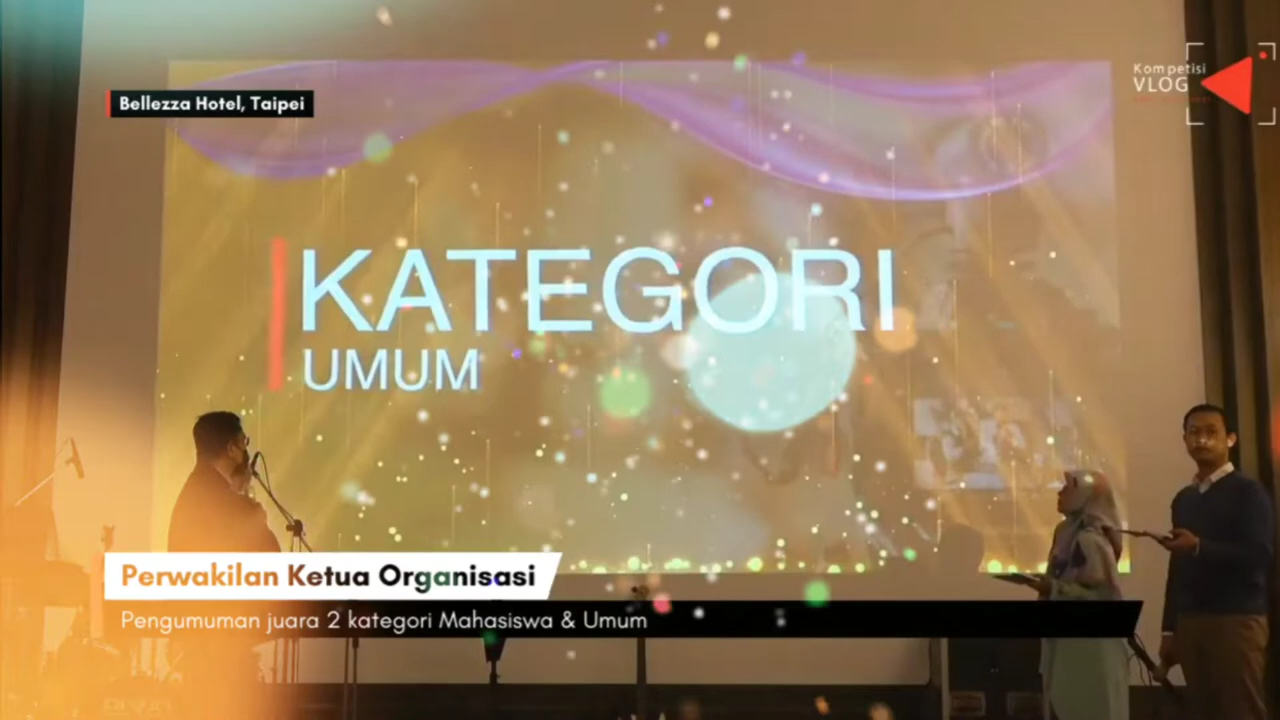 Bellezza Hotel, Taipei
Kompetisi
VLOG
KATEGORI
UMUM
Perwakilan Ketua Organisasi
Pengumuman juara 2 kategori Mahasiswa & Umum